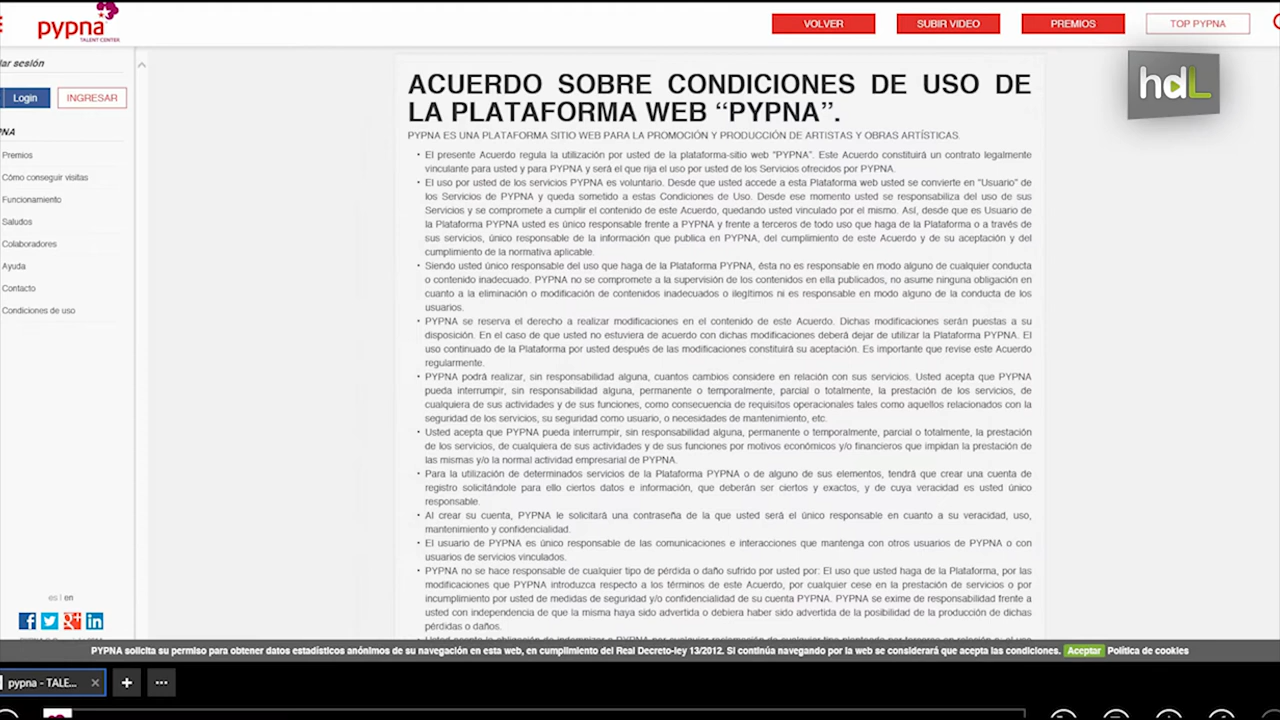 pypna
TALENT CENTER
VOLVER
SUBIR VIDEO
PREMIOS
TOP PYPNA
hdL
ar sesión
Login
INGRESAR
NA
Premios
Cómo conseguir visitas
Funcionamiento
Saludos
Colaboradores
Ayuda
Contacto
Condiciones de uso
es | en
ACUERDO SOBRE CONDICIONES DE USO DE
LA PLATAFORMA WEB “PYPNA”.
PYPNA ES UNA PLATAFORMA SITIO WEB PARA LA PROMOCIÓN Y PRODUCCIÓN DE ARTISTAS Y OBRAS ARTÍSTICAS.
• El presente Acuerdo regula la utilización por usted de la plataforma-sitio web "PYPNA". Este Acuerdo constituirá un contrato legalmente
vinculante para usted y para PYPNA y será el que rija el uso por usted de los Servicios ofrecidos por PYPNA.
• El uso por usted de los servicios PYPNA es voluntario. Desde que usted accede a esta Plataforma web usted se convierte en "Usuario" de
los Servicios de PYPNA y queda sometido a estas Condiciones de Uso. Desde ese momento usted se responsabiliza del uso de sus
Servicios y se compromete a cumplir el contenido de este Acuerdo, quedando usted vinculado por el mismo. Así, desde que es Usuario de
la Plataforma PYPNA usted es único responsable frente a PYPNA y frente a terceros de todo uso que haga de la Plataforma o a través de
sus servicios, único responsable de la información que publica en PYPNA, del cumplimiento de este Acuerdo y de su aceptación y del
cumplimiento de la normativa aplicable.
• Siendo usted único responsable del uso que haga de la Plataforma PYPNA, ésta no es responsable en modo alguno de cualquier conducta
o contenido inadecuado. PYPNA no se compromete a la supervisión de los contenidos en ella publicados, no asume ninguna obligación en
cuanto a la eliminación o modificación de contenidos inadecuados o ilegítimos ni es responsable en modo alguno de la conducta de los
usuarios.
• PYPNA se reserva el derecho a realizar modificaciones en el contenido de este Acuerdo. Dichas modificaciones serán puestas a su
disposición. En el caso de que usted no estuviera de acuerdo con dichas modificaciones deberá dejar de utilizar la Plataforma PYPNA. El
uso continuado de la Plataforma por usted después de las modificaciones constituirá su aceptación. Es importante que revise este Acuerdo
regularmente.
• PYPNA podrá realizar, sin responsabilidad alguna, cuantos cambios considere en relación con sus servicios. Usted acepta que PYPNA
pueda interrumpir, sin responsabilidad alguna, permanente o temporalmente, parcial o totalmente, la prestación de los servicios, de
cualquiera de sus actividades y de sus funciones, como consecuencia de requisitos operacionales tales como aquellos relacionados con la
seguridad de los servicios, su seguridad como usuario, o necesidades de mantenimiento, etc.
• Usted acepta que PYPNA pueda interrumpir, sin responsabilidad alguna, permanente o temporalmente, parcial o totalmente, la prestación
de los servicios, de cualquiera de sus actividades y de sus funciones por motivos económicos y/o financieros que impidan la prestación de
las mismas y/o la normal actividad empresarial de PYPNA.
• Para la utilización de determinados servicios de la Plataforma PYPNA o de alguno de sus elementos, tendrá que crear una cuenta de
registro solicitándole para ello ciertos datos e información, que deberán ser ciertos y exactos, y de cuya veracidad es usted único
responsable.
• Al crear su cuenta, PYPNA le solicitará una contraseña de la que usted será el único responsable en cuanto a su veracidad, uso,
mantenimiento y confidencialidad.
• El usuario de PYPNA es único responsable de las comunicaciones e interacciones que mantenga con otros usuarios de PYPNA o con
usuarios de servicios vinculados.
• PYPNA no se hace responsable de cualquier tipo de pérdida o daño sufrido por usted por: El uso que usted haga de la Plataforma, por las
modificaciones que PYPNA introduzca respecto a los términos de este Acuerdo, por cualquier cese en la prestación de servicios o por
incumplimiento por usted de medidas de seguridad y/o confidencialidad de su cuenta PYPNA. PYPNA se exime de responsabilidad frente a
usted con independencia de que la misma haya sido advertida o debiera haber sido advertida de la posibilidad de la producción de dichas
pérdidas o daños.
PYPNA solicita su permiso para obtener datos estadísticos anónimos de su navegación en esta web, en cumplimiento del Real Decreto-ley 13/2012. Si continúa navegando por la web se considerará que acepta las condiciones. Aceptar Política de cookies
pypna - TALE...